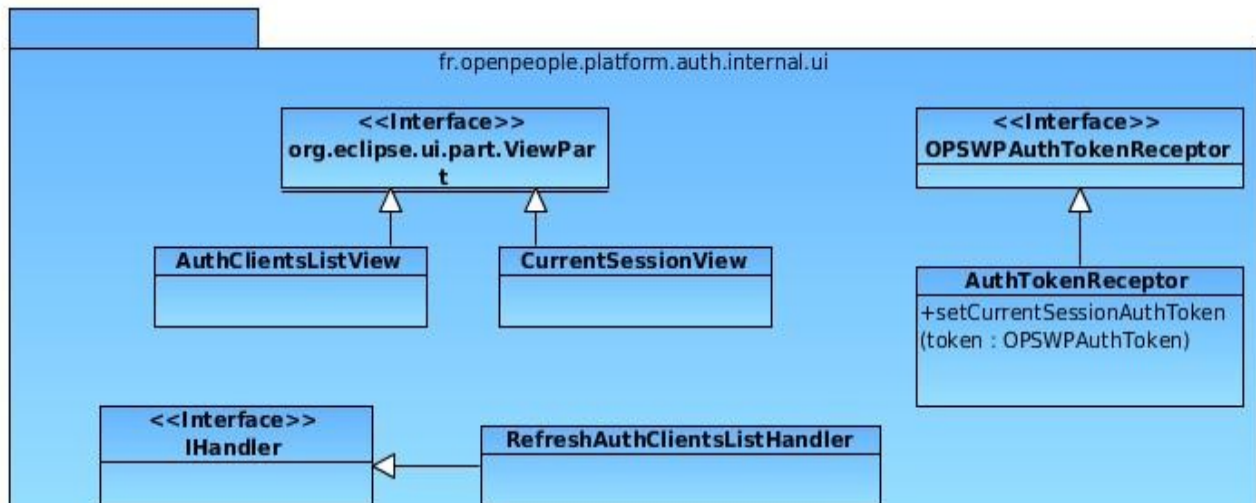 fr.openpeople.platform.auth.internal.ui
<<Interface>>
org.eclipse.ui.part.ViewPar
t
<<Interface>>
OPSWPAuthTokenReceptor
AuthClientsListView
CurrentSessionView
AuthTokenReceptor
+setCurrentSessionAuthToken
(token : OPSWPAuthToken)
<<Interface>>
IHandler
RefreshAuthClientsListHandler